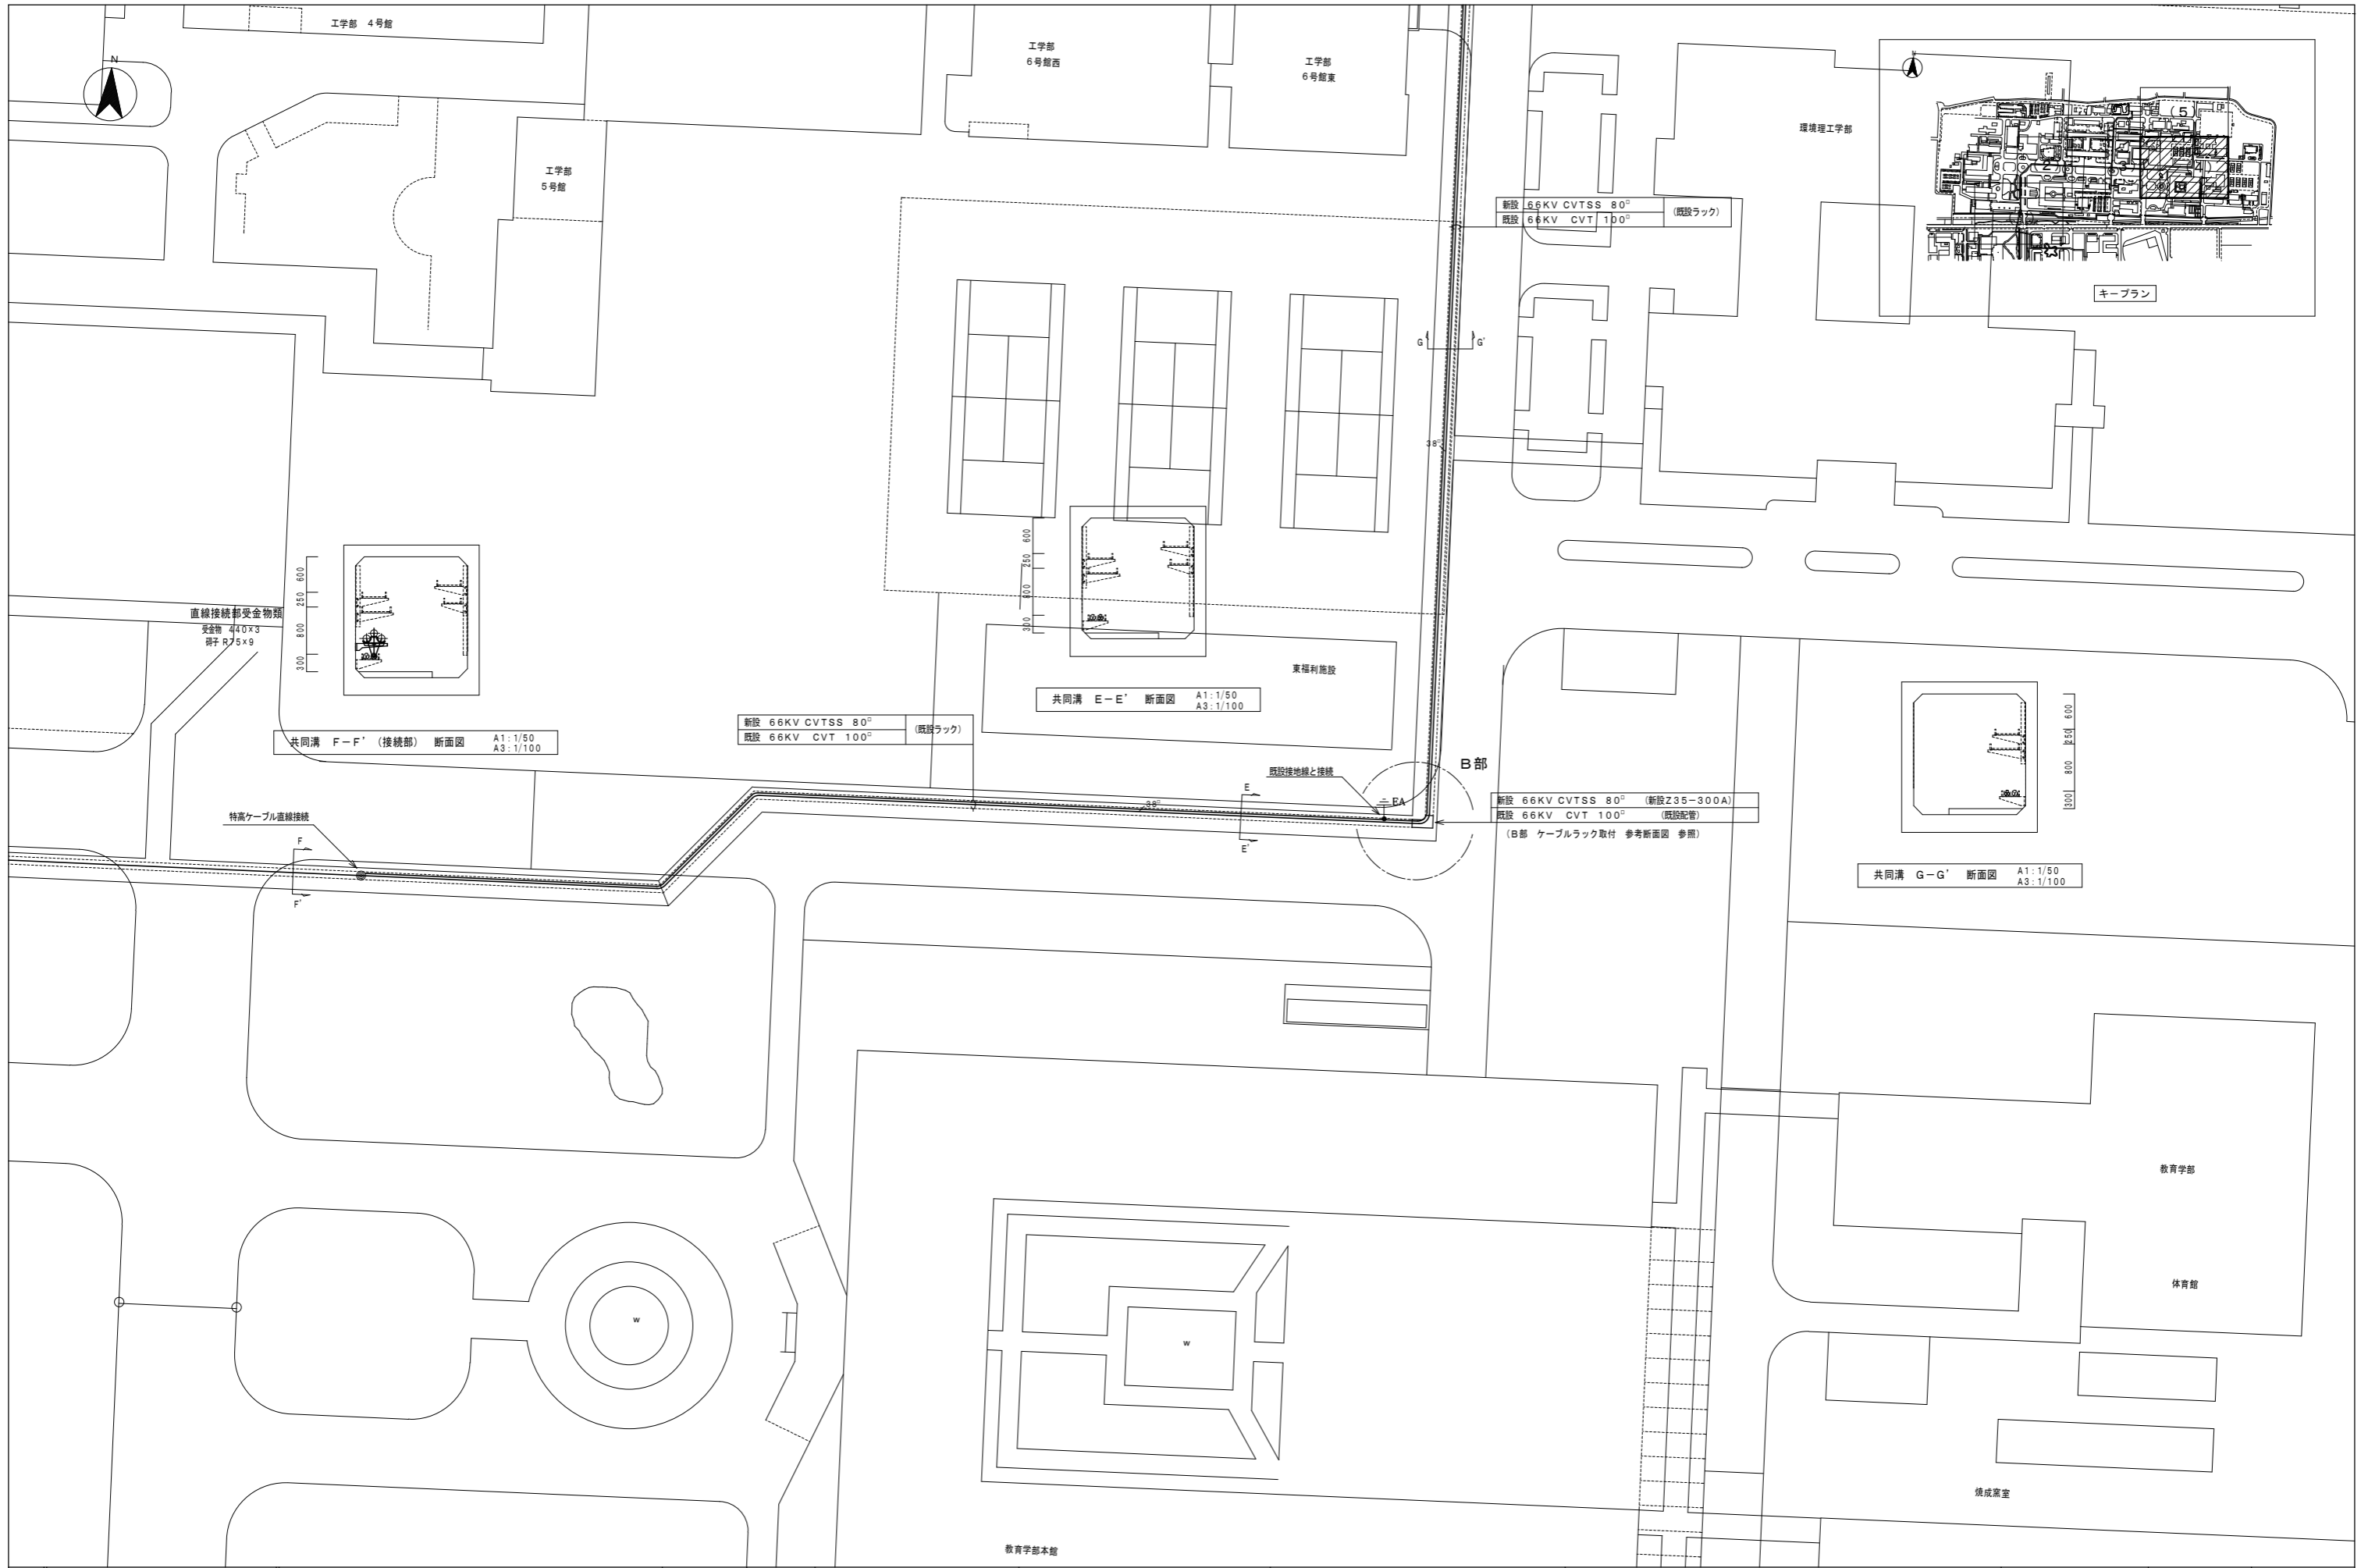 工学部 4号館
N
工学部
6号館西
工学部
6号館東
環境理工学部
N
(5)
キープラン
工学部
5号館
新設 66KV CVTSS 80□ (既設ラック)
既設 66KV CVT 100□
G G'
38□
600
250
800
300
直線接続部受金物類
受金物 440×3
碍子 R75×9
共同溝 F−F' (接続部) 断面図 A1:1/50
A3:1/100
600
250
800
300
東福利施設
共同溝 E−E' 断面図 A1:1/50
A3:1/100
新設 66KV CVTSS 80□ (既設ラック)
既設 66KV CVT 100□
600
250
800
300
共同溝 G−G' 断面図 A1:1/50
A3:1/100
B部
既設接地線と接続
EA
E
E'
38□
新設 66KV CVTSS 80□ (新設Z35−300A)
既設 66KV CVT 100□ (既設配管)
(B部 ケーブルラック取付 参考断面図 参照)
特高ケーブル直線接続
F
F'
教育学部
体育館
W
W
焼成窯室
教育学部本館